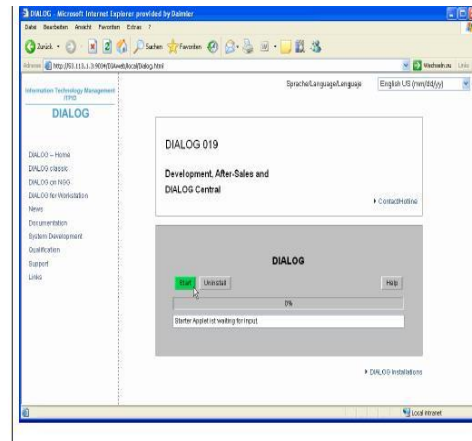 DIALOG - Microsoft Internet Explorer provided by Daimler
Datei Bearbeiten Ansicht Favoriten Extras ?
Zurück Suchen Favoriten
Adresse Wechseln zu Links
Sprache/Language/Lenguaje English US (mm/dd/yy)
Information Technology Management
DIALOG
DIALOG – Home
DIALOG classic
DIALOG on NGG
DIALOG for Workstation
News
Documentation
System Development
Qualification
Support
Links
DIALOG 019
Development, After-Sales and
DIALOG Central
Contact/Hotline
DIALOG
Start Uninstall Help
0%
Starter Applet ist waiting for input.
DIALOG Installations
Local intranet